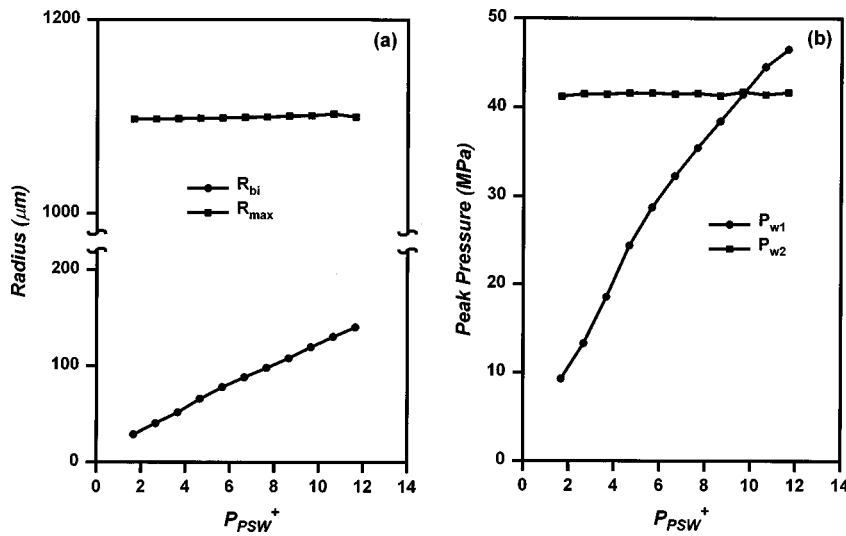 (a)
1200
1000
200
100
0
Radius (μm)
R_bi
R_max
0 2 4 6 8 10 12 14
P_PSW^+
(b)
50
40
30
20
10
0
Peak Pressure (MPa)
P_w1
P_w2
0 2 4 6 8 10 12 14
P_PSW^+